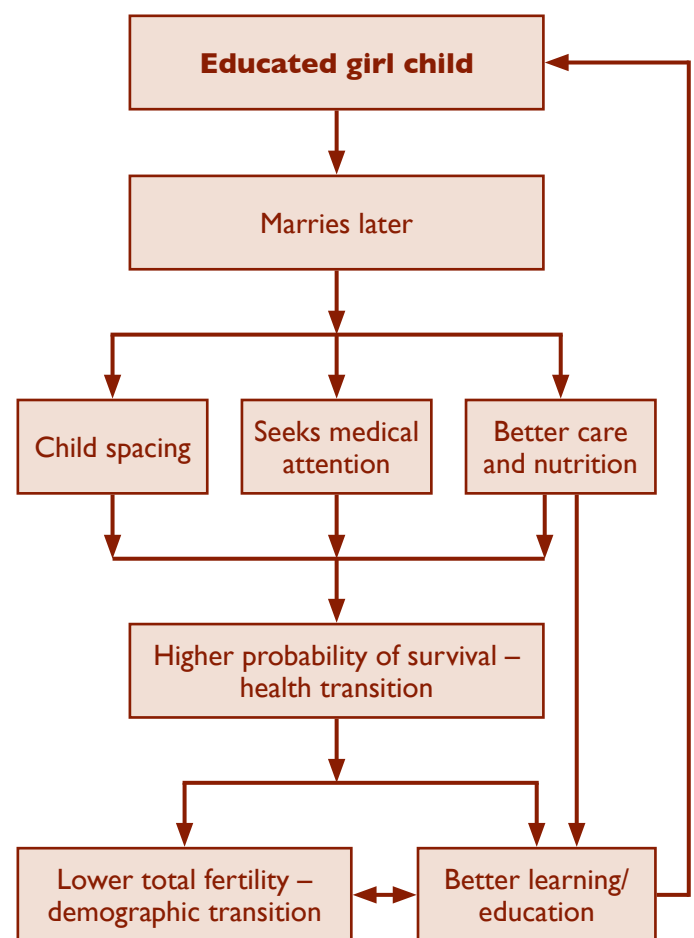 Educated girl child
Marries later
Child spacing
Seeks medical
attention
Better care
and nutrition
Higher probability of survival –
health transition
Lower total fertility –
demographic transition
Better learning/
education